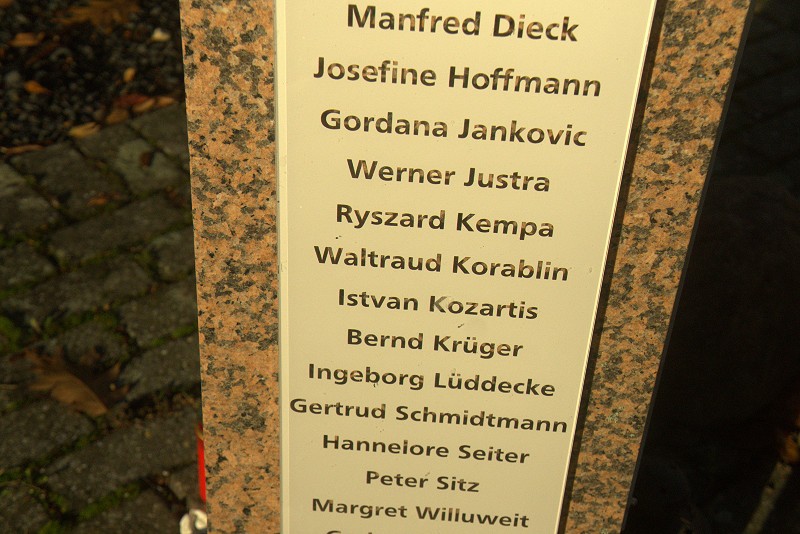 Manfred Dieck
Josefine Hoffmann
Gordana Jankovic
Werner Justra
Ryszard Kempa
Waltraud Korablin
Istvan Kozartis
Bernd Krüger
Ingeborg Lüddecke
Gertrud Schmidtmann
Hannelore Seiter
Peter Sitz
Margret Willuweit